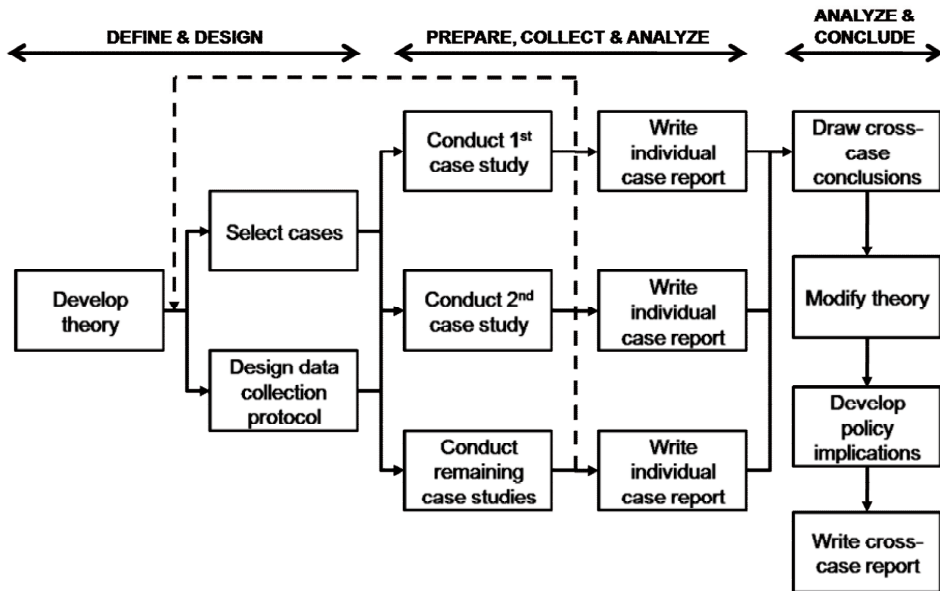 DEFINE & DESIGN
PREPARE, COLLECT & ANALYZE
ANALYZE &
CONCLUDE
Develop
theory
Select cases
Design data
collection
protocol
Conduct 1st
case study
Conduct 2nd
case study
Conduct
remaining
case studies
Write
individual
case report
Write
individual
case report
Write
individual
case report
Draw cross-
case
conclusions
Modify theory
Develop
policy
implications
Write cross-
case report